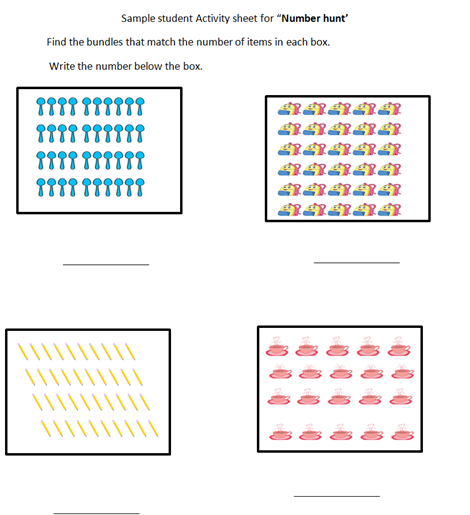 Sample student Activity sheet for “Number hunt’
Find the bundles that match the number of items in each box.
Write the number below the box.